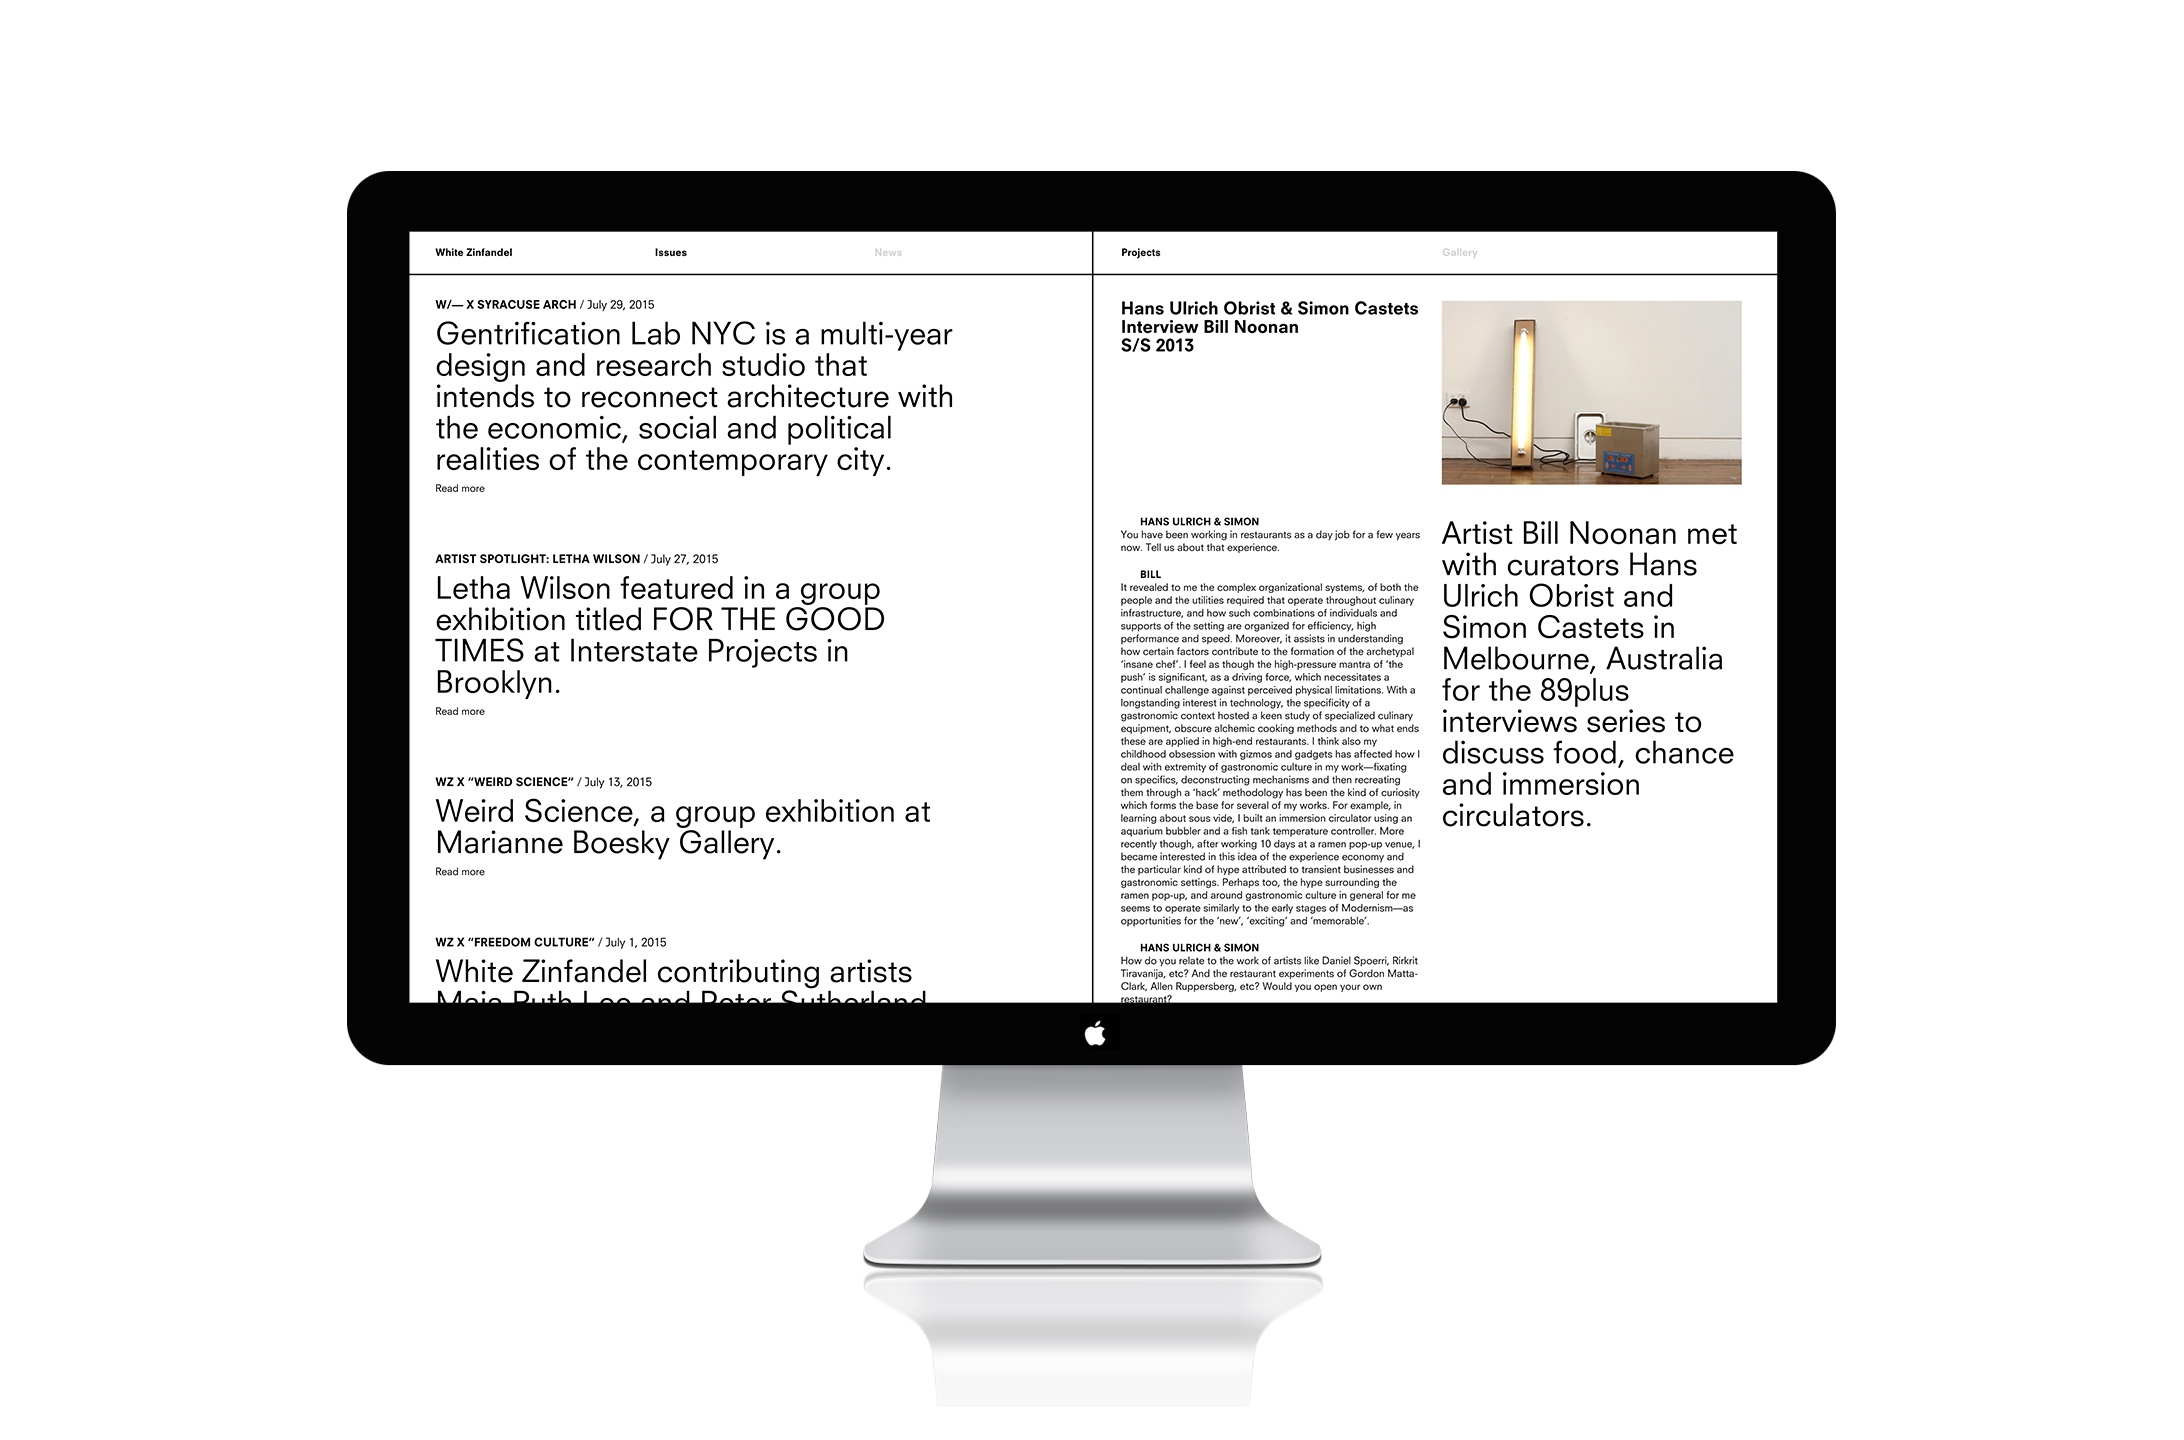 White Zinfandel
Issues
News
Projects
Gallery
W/— X SYRACUSE ARCH / July 29, 2015
Gentrification Lab NYC is a multi-year
design and research studio that
intends to reconnect architecture with
the economic, social and political
realities of the contemporary city.
Read more
ARTIST SPOTLIGHT: LETHA WILSON / July 27, 2015
Letha Wilson featured in a group
exhibition titled FOR THE GOOD
TIMES at Interstate Projects in
Brooklyn.
Read more
WZ X “WEIRD SCIENCE” / July 13, 2015
Weird Science, a group exhibition at
Marianne Boesky Gallery.
Read more
WZ X “FREEDOM CULTURE” / July 1, 2015
White Zinfandel contributing artists
Maia Ruth Lee and Peter Sutherland
Hans Ulrich Obrist & Simon Castets
Interview Bill Noonan
S/S 2013
HANS ULRICH & SIMON
You have been working in restaurants as a day job for a few years
now. Tell us about that experience.
BILL
It revealed to me the complex organizational systems, of both the
people and the utilities required that operate throughout culinary
infrastructure, and how such combinations of individuals and
supports of the setting are organized for efficiency, high
performance and speed. Moreover, it assists in understanding
how certain factors contribute to the formation of the archetypal
‘insane chef’. I feel as though the high-pressure mantra of ‘the
push’ is significant, as a driving force, which necessitates a
continual challenge against perceived physical limitations. With a
longstanding interest in technology, the specificity of a
gastronomic context hosted a keen study of specialized culinary
equipment, obscure alchemic cooking methods and to what ends
these are applied in high-end restaurants. I think also my
childhood obsession with gizmos and gadgets has affected how I
deal with extremity of gastronomic culture in my work—fixating
on specifics, deconstructing mechanisms and then recreating
them through a ‘hack’ methodology has been the kind of curiosity
which forms the base for several of my works. For example, in
learning about sous vide, I built an immersion circulator using an
aquarium bubbler and a fish tank temperature controller. More
recently though, after working 10 days at a ramen pop-up venue, I
became interested in this idea of the experience economy and
the particular kind of hype attributed to transient businesses and
gastronomic settings. Perhaps too, the hype surrounding the
ramen pop-up, and around gastronomic culture in general for me
seems to operate similarly to the early stages of Modernism—as
opportunities for the ‘new’, ‘exciting’ and ‘memorable’.
HANS ULRICH & SIMON
How do you relate to the work of artists like Daniel Spoerri, Rirkrit
Tiravanija, etc? And the restaurant experiments of Gordon Matta-
Clark, Allen Ruppersberg, etc? Would you open your own
restaurant?
Artist Bill Noonan met
with curators Hans
Ulrich Obrist and
Simon Castets in
Melbourne, Australia
for the 89plus
interviews series to
discuss food, chance
and immersion
circulators.